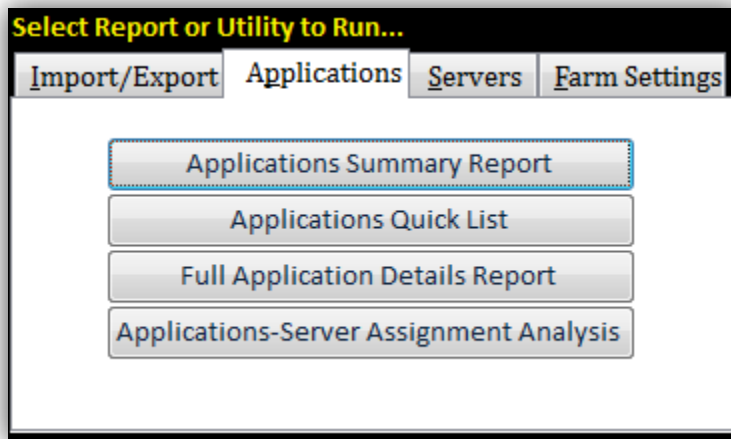 Select Report or Utility to Run...
Import/Export Applications Servers Farm Settings
Applications Summary Report
Applications Quick List
Full Application Details Report
Applications-Server Assignment Analysis